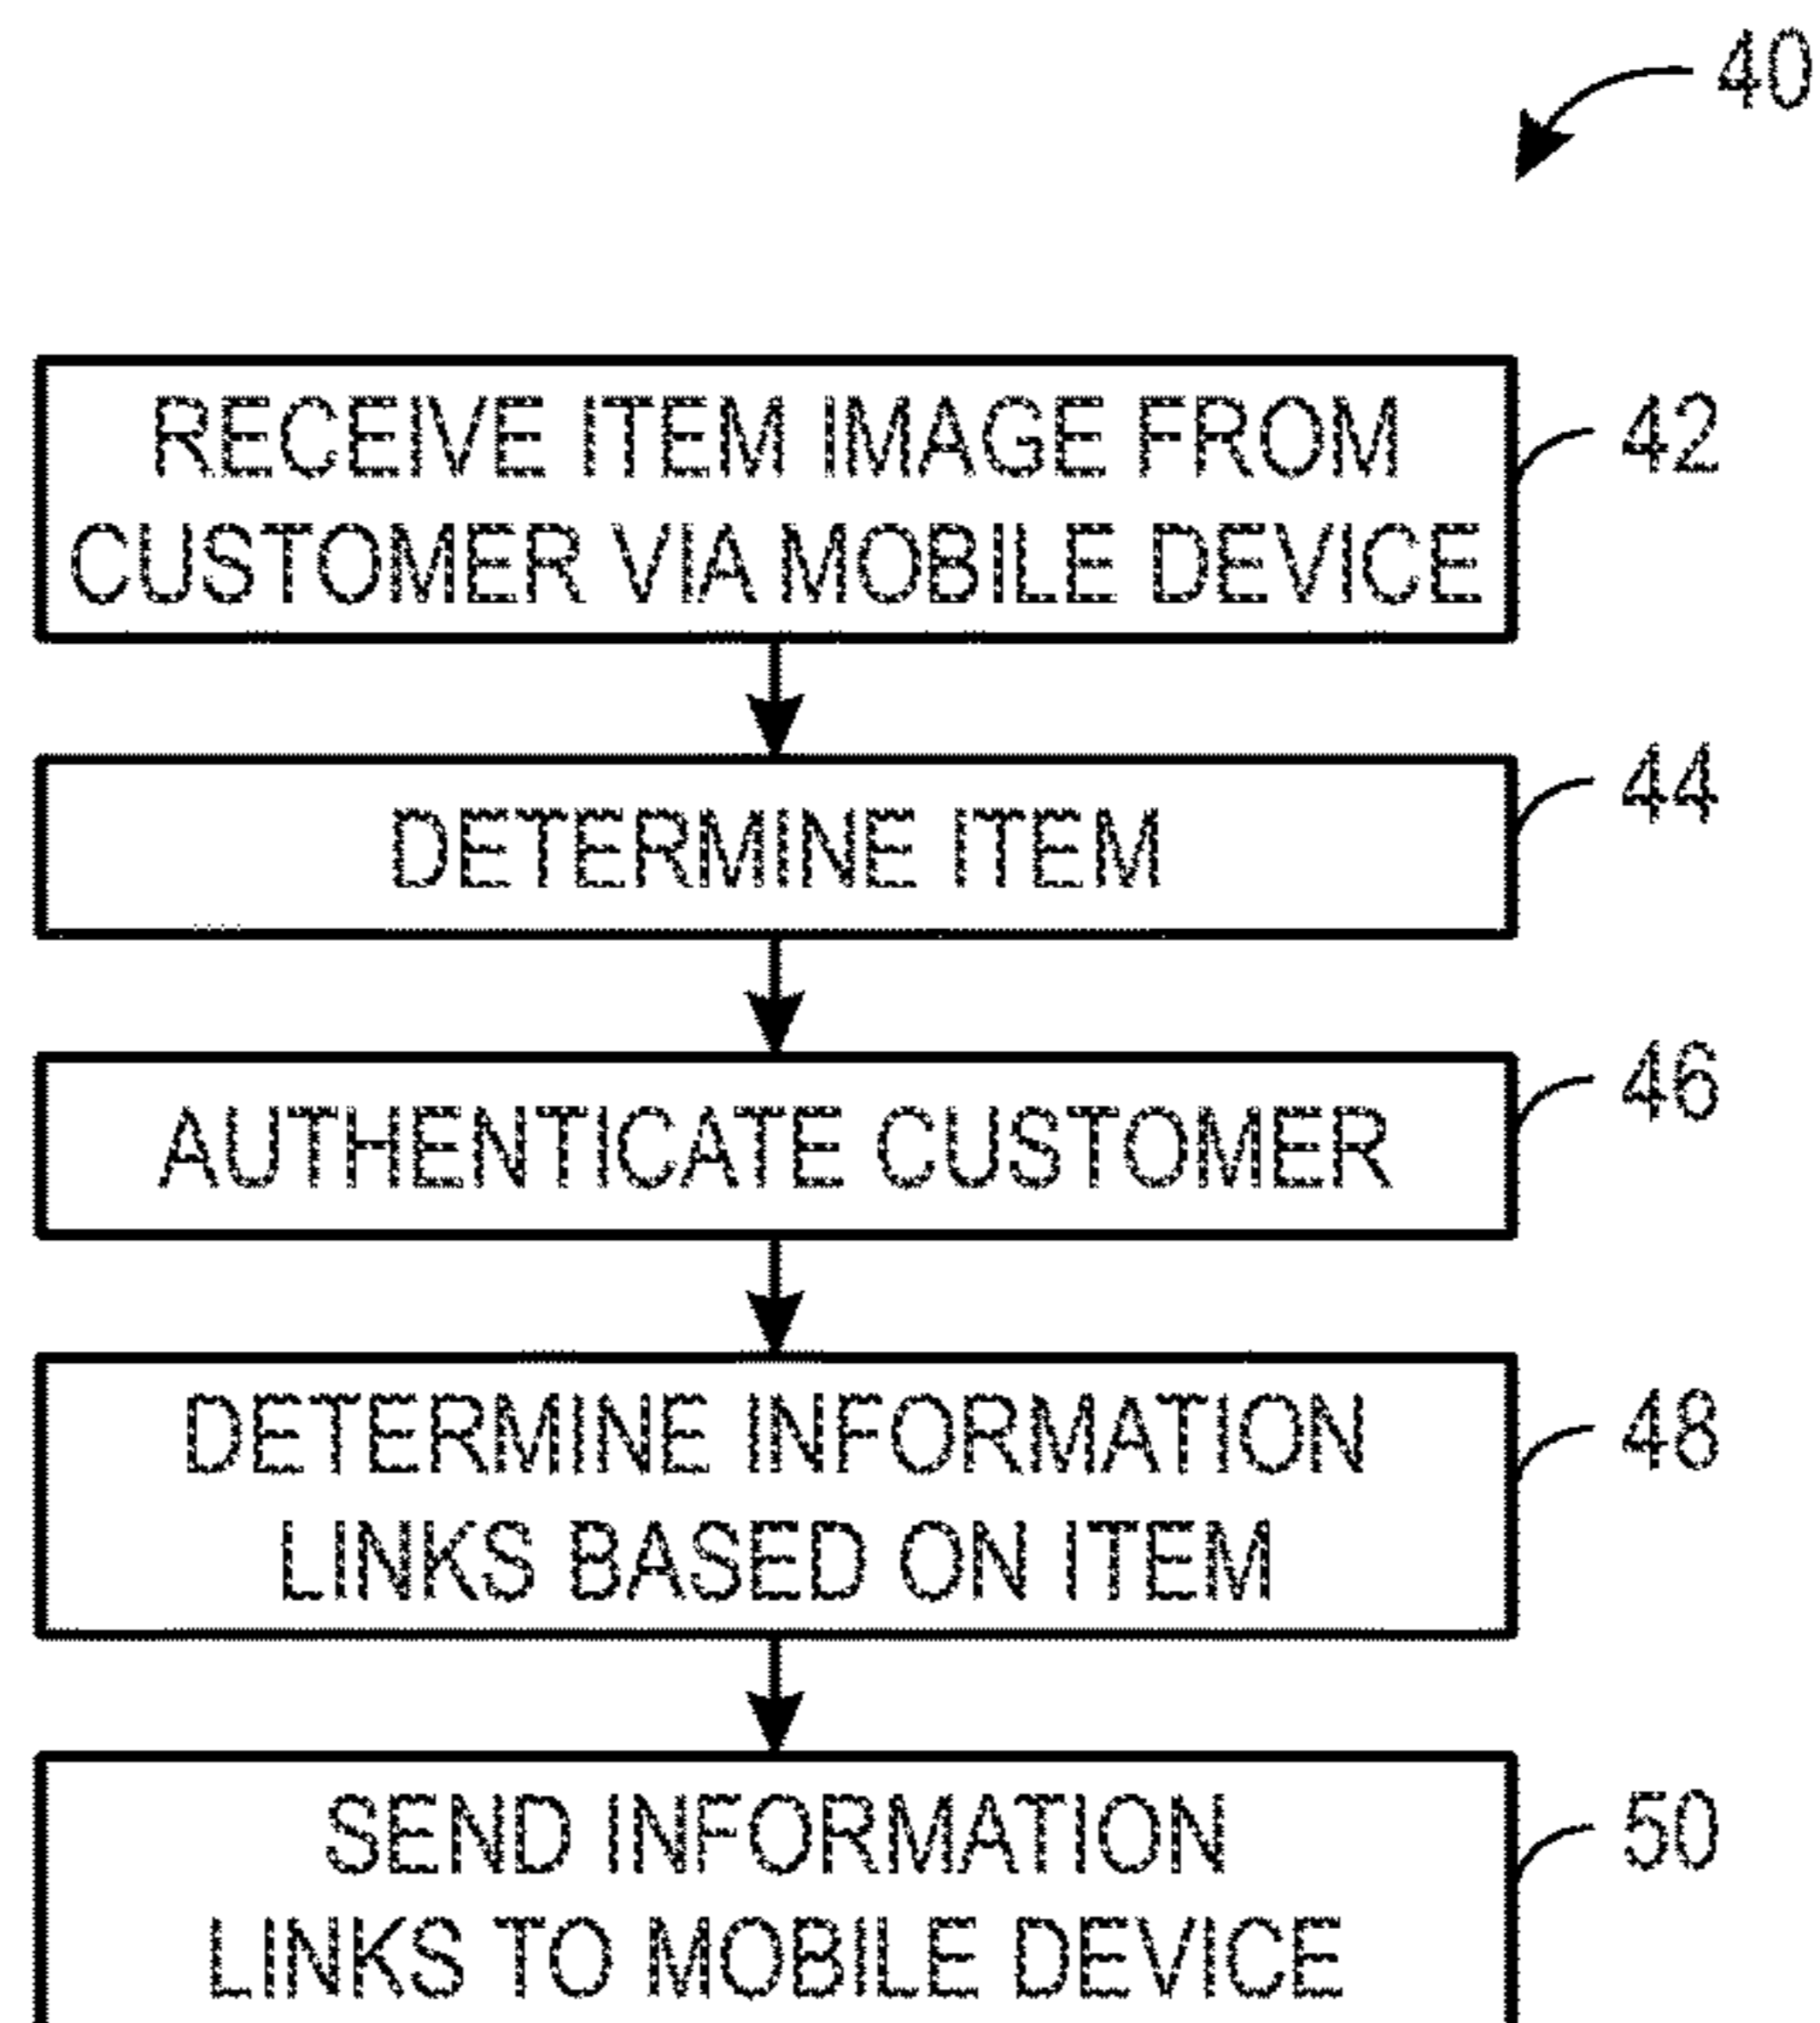 40
RECEIVE ITEM IMAGE FROM
CUSTOMER VIA MOBILE DEVICE
42
DETERMINE ITEM
44
AUTHENTICATE CUSTOMER
46
DETERMINE INFORMATION
LINKS BASED ON ITEM
48
SEND INFORMATION
LINKS TO MOBILE DEVICE
50